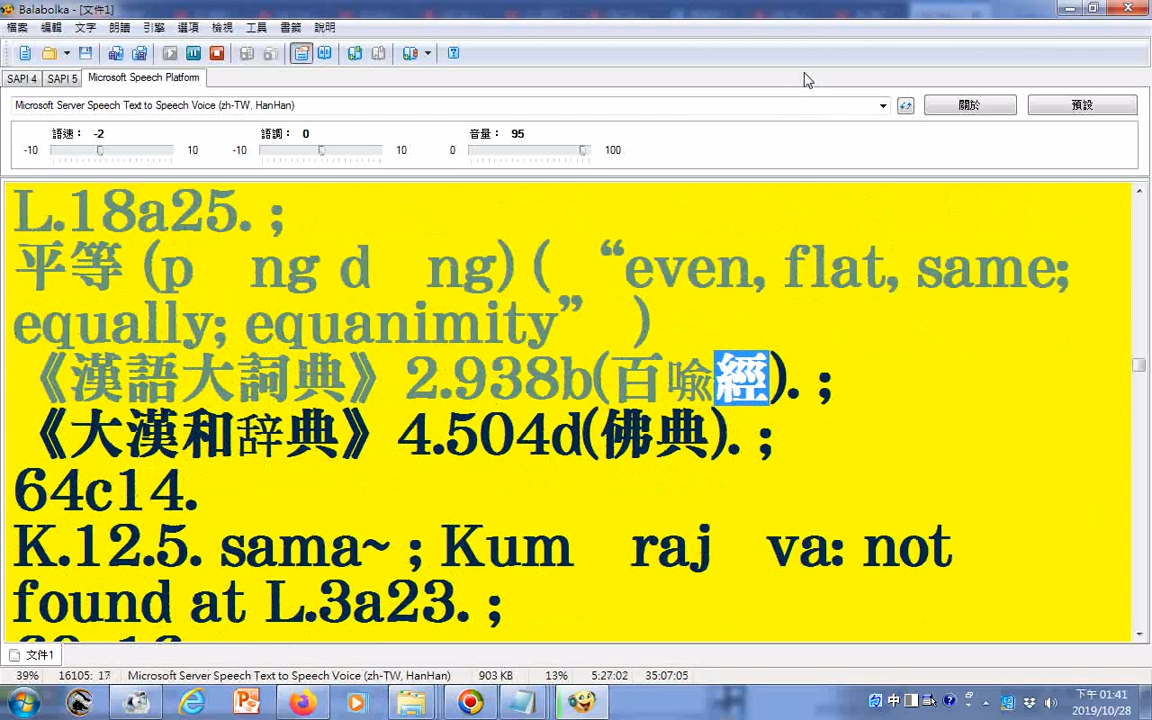 Balabolka - [文件1]
檔案 編輯 文字 朗讀 引擎 選項 檢視 工具 書籤 說明
SAPI 4 SAPI 5 Microsoft Speech Platform
Microsoft Server Speech Text to Speech Voice (zh-TW, HanHan) 關於 預設
語速： -2 語調： 0 音量： 95
-10 10 -10 10 0 100
L.18a25. ;
平等 (p ng d ng) ( “even, flat, same;
equally; equanimity” )
《漢語大詞典》 2.938b(百喩經). ;
《大漢和辞典》 4.504d(佛典). ;
64c14.
K.12.5. sama~ ; Kum raj va: not
found at L.3a23. ;
文件1
39% 16105: 17 Microsoft Server Speech Text to Speech Voice (zh-TW, HanHan) 903 KB 13% 5:27:02 35:07:05
中 下午 01:41
2019/10/28